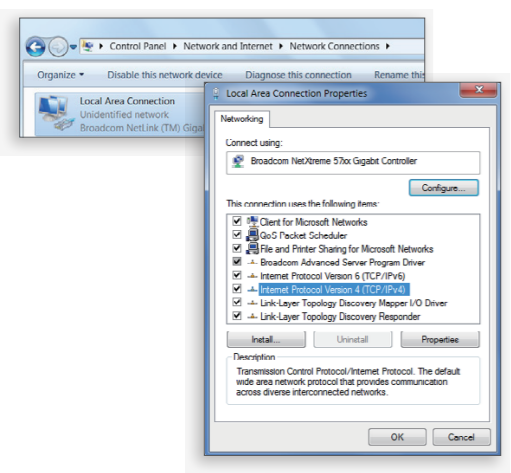 Control Panel ▸ Network and Internet ▸ Network Connections ▸
Organize ▾ Disable this network device Diagnose this connection Rename this
Local Area Connection
Unidentified network
Broadcom NetLink (TM) Gigab
Local Area Connection Properties
Networking
Connect using:
Broadcom NetXtreme 57xx Gigabit Controller
Configure...
This connection uses the following items:
Client for Microsoft Networks
QoS Packet Scheduler
File and Printer Sharing for Microsoft Networks
Broadcom Advanced Server Program Driver
Internet Protocol Version 6 (TCP/IPv6)
Internet Protocol Version 4 (TCP/IPv4)
Link-Layer Topology Discovery Mapper I/O Driver
Link-Layer Topology Discovery Responder
Install... Uninstall Properties
Description
Transmission Control Protocol/Internet Protocol. The default
wide area network protocol that provides communication
across diverse interconnected networks.
OK Cancel